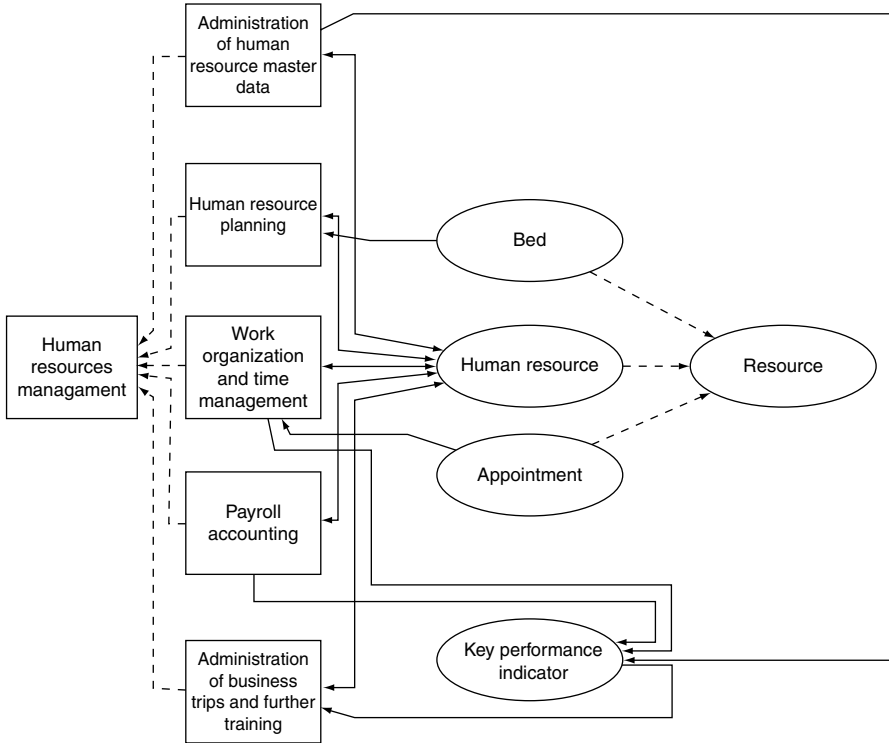 Administration
of human
resource master
data
Human resource
planning
Bed
Human
resources
managament
Work
organization
and time
management
Human resource
Resource
Appointment
Payroll
accounting
Administration
of business
trips and further
training
Key performance
indicator